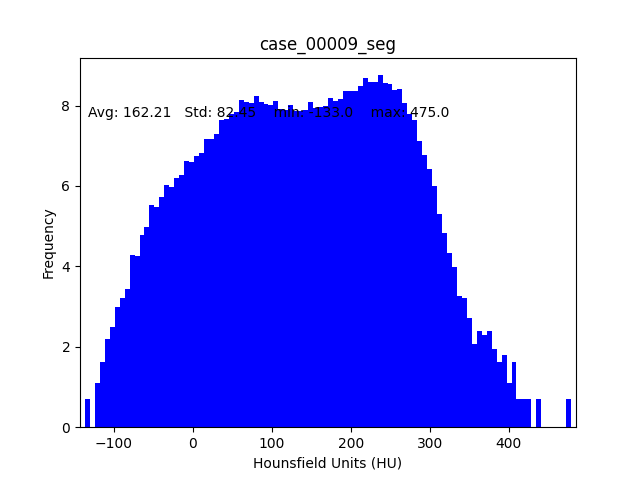 case_00009_seg
Avg: 162.21 Std: 82.45 min: -133.0 max: 475.0
Frequency
8
6
4
2
0
−100 0 100 200 300 400
Hounsfield Units (HU)